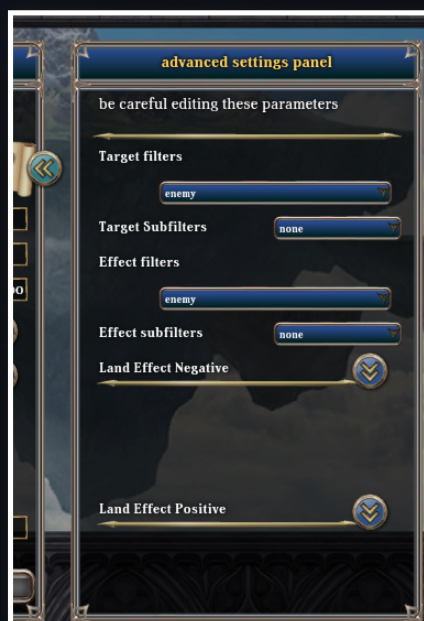 advanced settings panel
be careful editing these parameters
Target filters
enemy
Target Subfilters
none
Effect filters
enemy
Effect subfilters
none
Land Effect Negative
Land Effect Positive